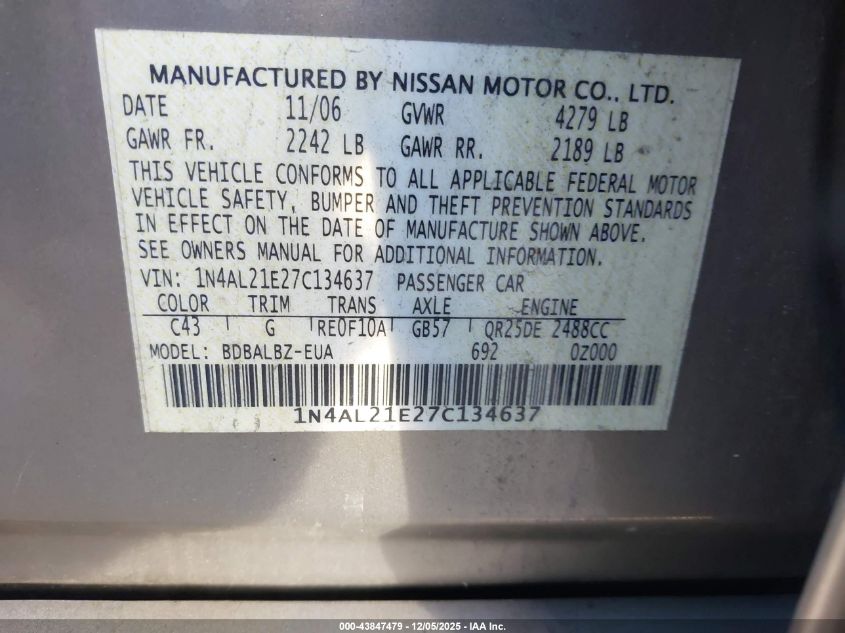 MANUFACTURED BY NISSAN MOTOR CO., LTD.
DATE 11/06 GVWR 4279 LB
GAWR FR. 2242 LB GAWR RR. 2189 LB
THIS VEHICLE CONFORMS TO ALL APPLICABLE FEDERAL MOTOR
VEHICLE SAFETY, BUMPER AND THEFT PREVENTION STANDARDS
IN EFFECT ON THE DATE OF MANUFACTURE SHOWN ABOVE.
SEE OWNERS MANUAL FOR ADDITIONAL INFORMATION.
VIN: 1N4AL21E27C134637 PASSENGER CAR
COLOR TRIM TRANS AXLE ENGINE
C43 G RE0F10A GB57 QR25DE 2488CC
MODEL: BDBALBZ-EUA 692 0Z000
1N4AL21E27C134637
000-43847479 | 12/05/2025 - IAA Inc.